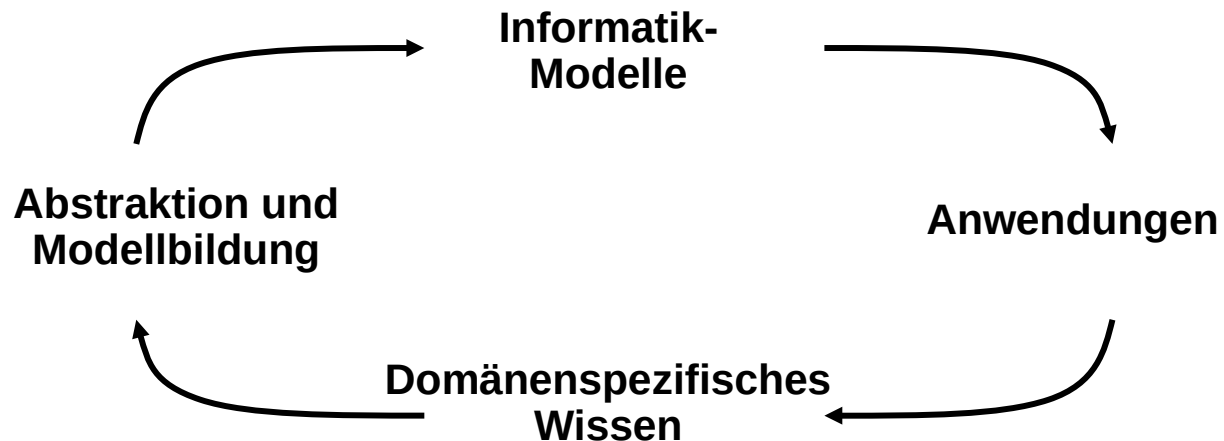 Informatik-
Modelle
Abstraktion und
Modellbildung
Anwendungen
Domänenspezifisches
Wissen